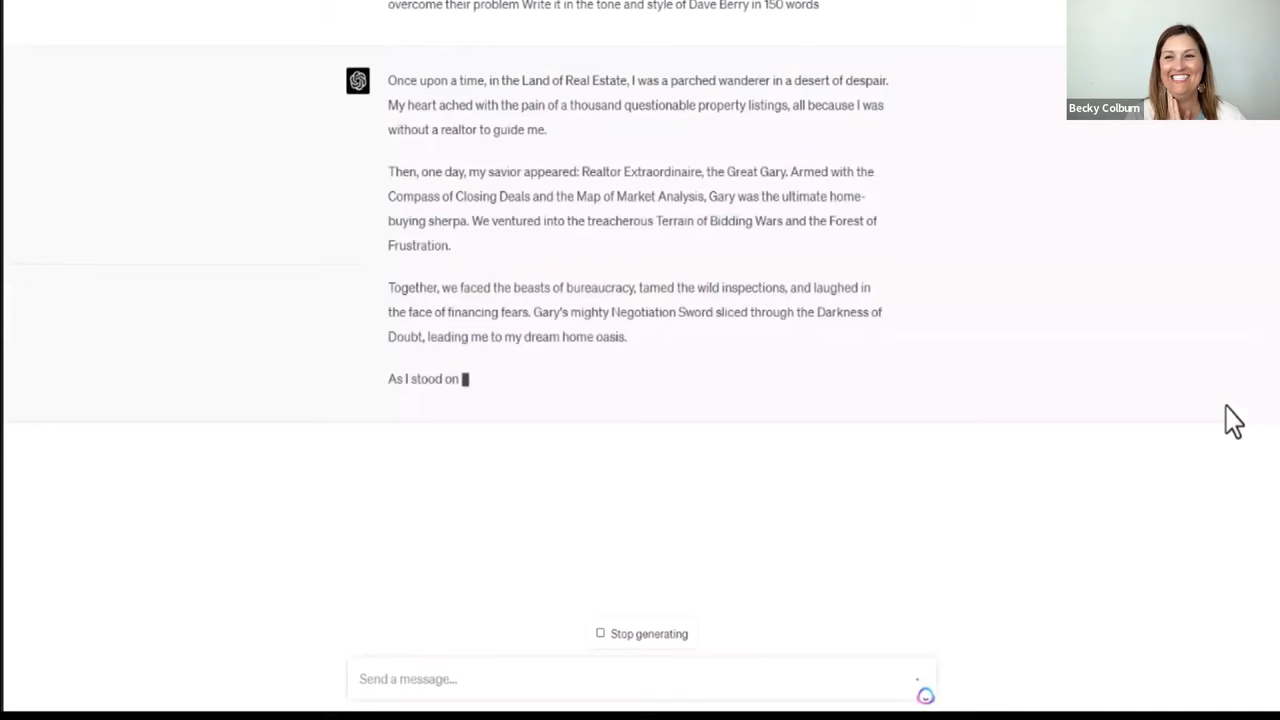 overcome their problem Write it in the tone and style of Dave Berry in 150 words
Once upon a time, in the Land of Real Estate, I was a parched wanderer in a desert of despair.
My heart ached with the pain of a thousand questionable property listings, all because I was
without a realtor to guide me.
Then, one day, my savior appeared: Realtor Extraordinaire, the Great Gary. Armed with the
Compass of Closing Deals and the Map of Market Analysis, Gary was the ultimate home-
buying sherpa. We ventured into the treacherous Terrain of Bidding Wars and the Forest of
Frustration.
Together, we faced the beasts of bureaucracy, tamed the wild inspections, and laughed in
the face of financing fears. Gary's mighty Negotiation Sword sliced through the Darkness of
Doubt, leading me to my dream home oasis.
As I stood on
Stop generating
Send a message...
Becky Colburn